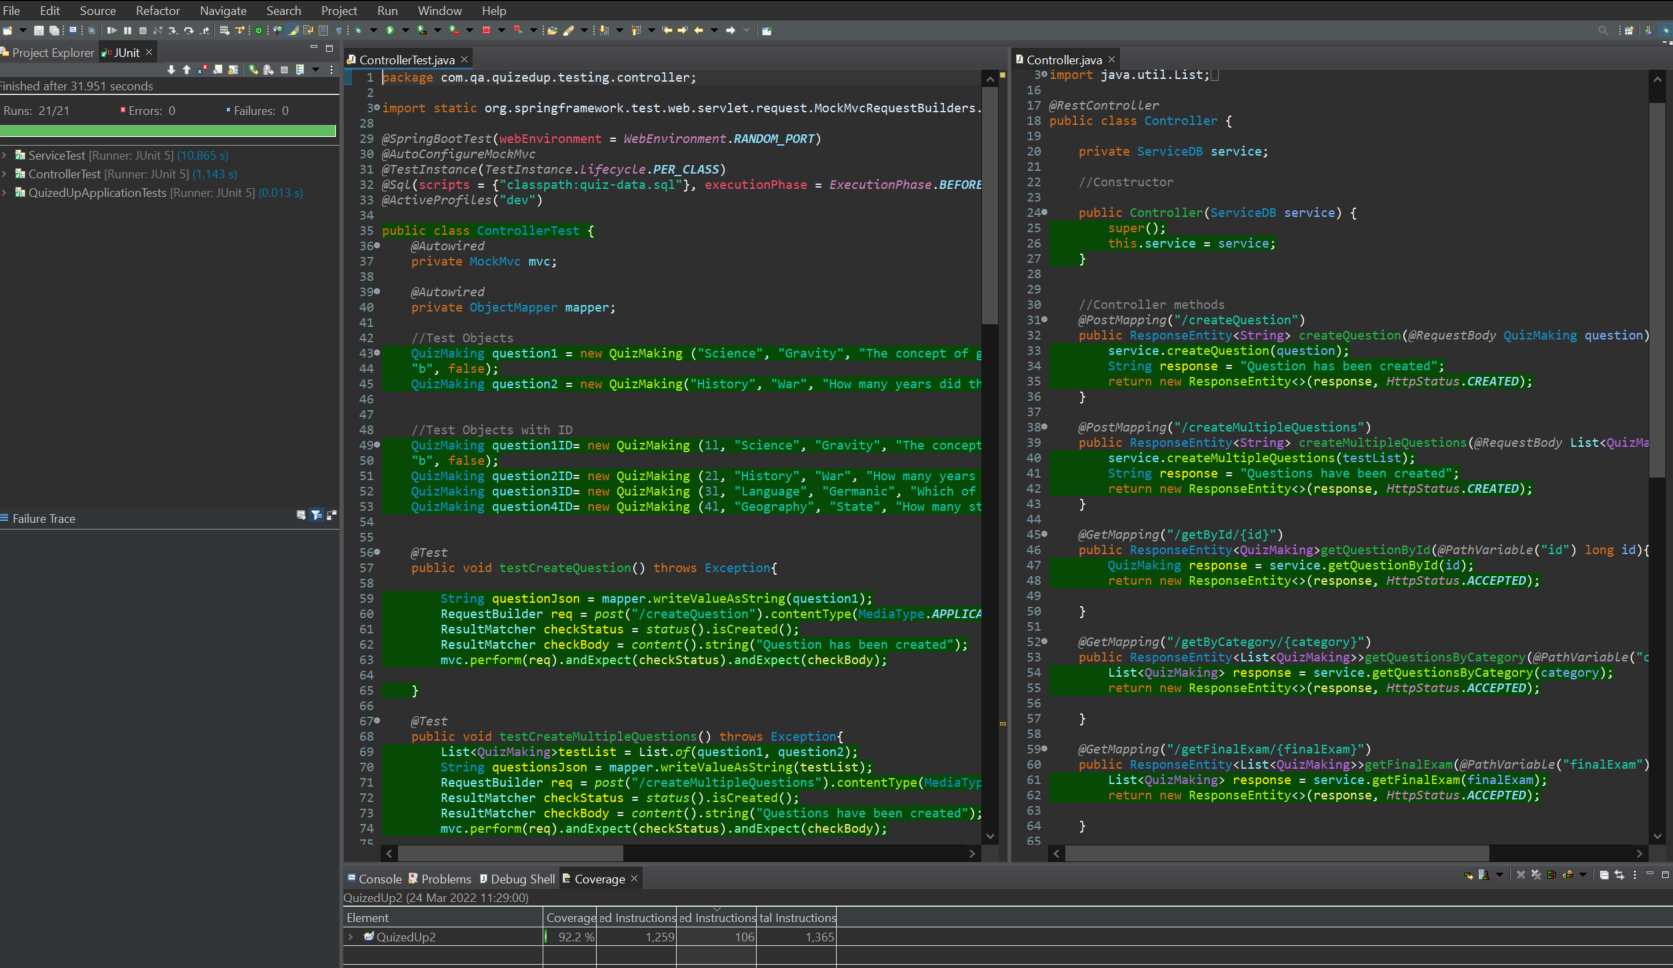 File Edit Source Refactor Navigate Search Project Run Window Help
Project Explorer JUnit
Finished after 31.951 seconds
Runs: 21/21 Errors: 0 Failures: 0
ServiceTest [Runner: JUnit 5] (10.865 s)
ControllerTest [Runner: JUnit 5] (1.143 s)
QuizedUpApplicationTests [Runner: JUnit 5] (0.013 s)
Failure Trace
ControllerTest.java
1 package com.qa.quizedup.testing.controller;
2
3 import static org.springframework.test.web.servlet.request.MockMvcRequestBuilders.
28
29 @SpringBootTest(webEnvironment = WebEnvironment.RANDOM_PORT)
30 @AutoConfigureMockMvc
31 @TestInstance(TestInstance.Lifecycle.PER_CLASS)
32 @Sql(scripts = {"classpath:quiz-data.sql"}, executionPhase = ExecutionPhase.BEFORE
33 @ActiveProfiles("dev")
34
35 public class ControllerTest {
36 @Autowired
37 private MockMvc mvc;
38
39 @Autowired
40 private ObjectMapper mapper;
41
42 //Test Objects
43 QuizMaking question1 = new QuizMaking ("Science", "Gravity", "The concept of g
44 "b", false);
45 QuizMaking question2 = new QuizMaking("History", "War", "How many years did th
46
47
48 //Test Objects with ID
49 QuizMaking question1ID= new QuizMaking (1l, "Science", "Gravity", "The concept
50 "b", false);
51 QuizMaking question2ID= new QuizMaking (2l, "History", "War", "How many years
52 QuizMaking question3ID= new QuizMaking (3l, "Language", "Germanic", "Which of
53 QuizMaking question4ID= new QuizMaking (4l, "Geography", "State", "How many st
54
55
56 @Test
57 public void testCreateQuestion() throws Exception{
58
59 String questionJson = mapper.writeValueAsString(question1);
60 RequestBuilder req = post("/createQuestion").contentType(MediaType.APPLICA
61 ResultMatcher checkStatus = status().isCreated();
62 ResultMatcher checkBody = content().string("Question has been created");
63 mvc.perform(req).andExpect(checkStatus).andExpect(checkBody);
64
65 }
66
67 @Test
68 public void testCreateMultipleQuestions() throws Exception{
69 List<QuizMaking>testList = List.of(question1, question2);
70 String questionsJson = mapper.writeValueAsString(testList);
71 RequestBuilder req = post("/createMultipleQuestions").contentType(MediaTyp
72 ResultMatcher checkStatus = status().isCreated();
73 ResultMatcher checkBody = content().string("Questions have been created");
74 mvc.perform(req).andExpect(checkStatus).andExpect(checkBody);
75
Controller.java
3 import java.util.List;
16
17 @RestController
18 public class Controller {
19
20 private ServiceDB service;
21
22 //Constructor
23
24 public Controller(ServiceDB service) {
25 super();
26 this.service = service;
27 }
28
29
30 //Controller methods
31 @PostMapping("/createQuestion")
32 public ResponseEntity<String> createQuestion(@RequestBody QuizMaking question)
33 service.createQuestion(question);
34 String response = "Question has been created";
35 return new ResponseEntity<>(response, HttpStatus.CREATED);
36 }
37
38 @PostMapping("/createMultipleQuestions")
39 public ResponseEntity<String> createMultipleQuestions(@RequestBody List<QuizMa
40 service.createMultipleQuestions(testList);
41 String response = "Questions have been created";
42 return new ResponseEntity<>(response, HttpStatus.CREATED);
43 }
44
45 @GetMapping("/getById/{id}")
46 public ResponseEntity<QuizMaking>getQuestionById(@PathVariable("id") long id){
47 QuizMaking response = service.getQuestionById(id);
48 return new ResponseEntity<>(response, HttpStatus.ACCEPTED);
49
50 }
51
52 @GetMapping("/getByCategory/{category}")
53 public ResponseEntity<List<QuizMaking>>getQuestionsByCategory(@PathVariable("c
54 List<QuizMaking> response = service.getQuestionsByCategory(category);
55 return new ResponseEntity<>(response, HttpStatus.ACCEPTED);
56
57 }
58
59 @GetMapping("/getFinalExam/{finalExam}")
60 public ResponseEntity<List<QuizMaking>>getFinalExam(@PathVariable("finalExam")
61 List<QuizMaking> response = service.getFinalExam(finalExam);
62 return new ResponseEntity<>(response, HttpStatus.ACCEPTED);
63
64 }
65
Console Problems Debug Shell Coverage
QuizedUp2 (24 Mar 2022 11:29:00)
Element Coverage ed Instructions ed Instructions tal Instructions
QuizedUp2 92.2 % 1,259 106 1,365